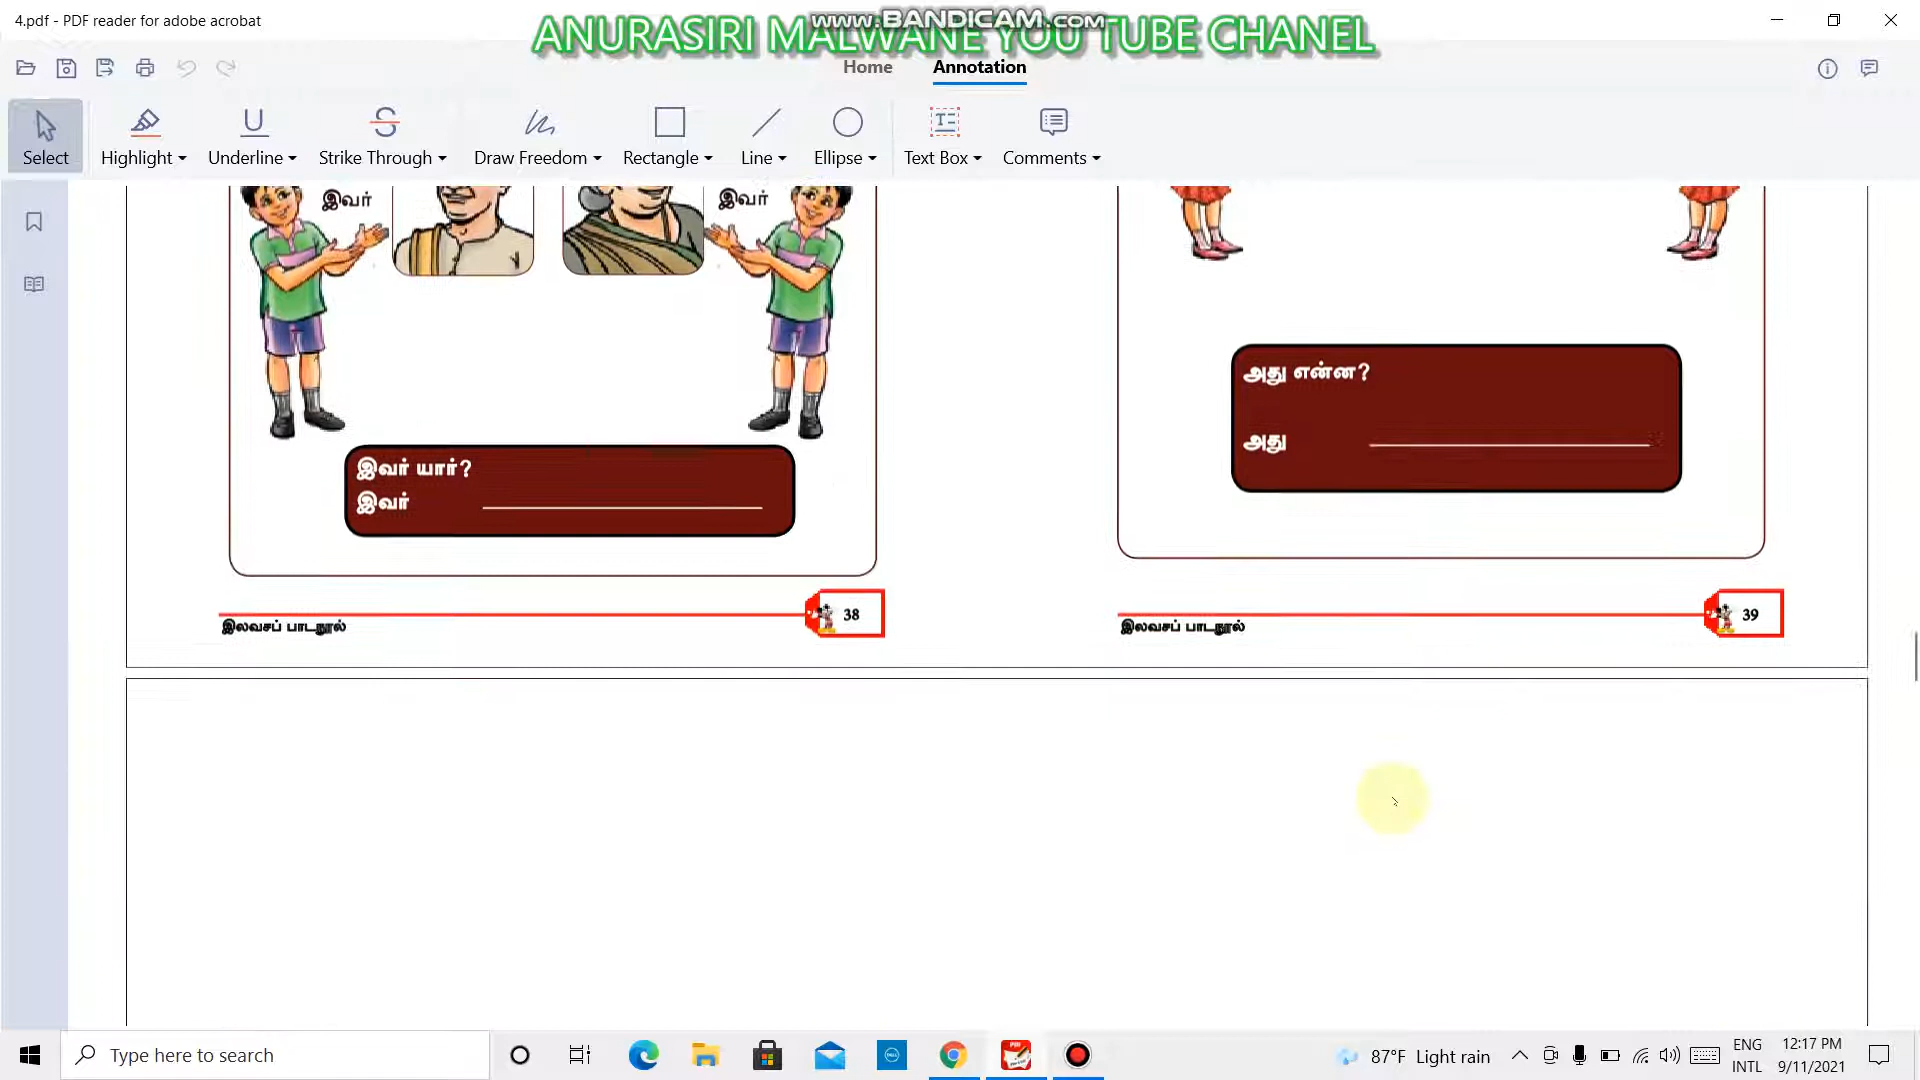 4.pdf - PDF reader for adobe acrobat
www.BANDICAM.com
ANURASIRI MALWANE YOU TUBE CHANEL
Home
Annotation
Select
Highlight
Underline
Strike Through
Draw Freedom
Rectangle
Line
Ellipse
Text Box
Comments
இவர்
இவர்
இவர் யார்?
இவர்
இலவசப் பாடநூல்
38
அது என்ன?
அது
இலவசப் பாடநூல்
39
Type here to search
87°F Light rain
ENG
INTL
12:17 PM
9/11/2021